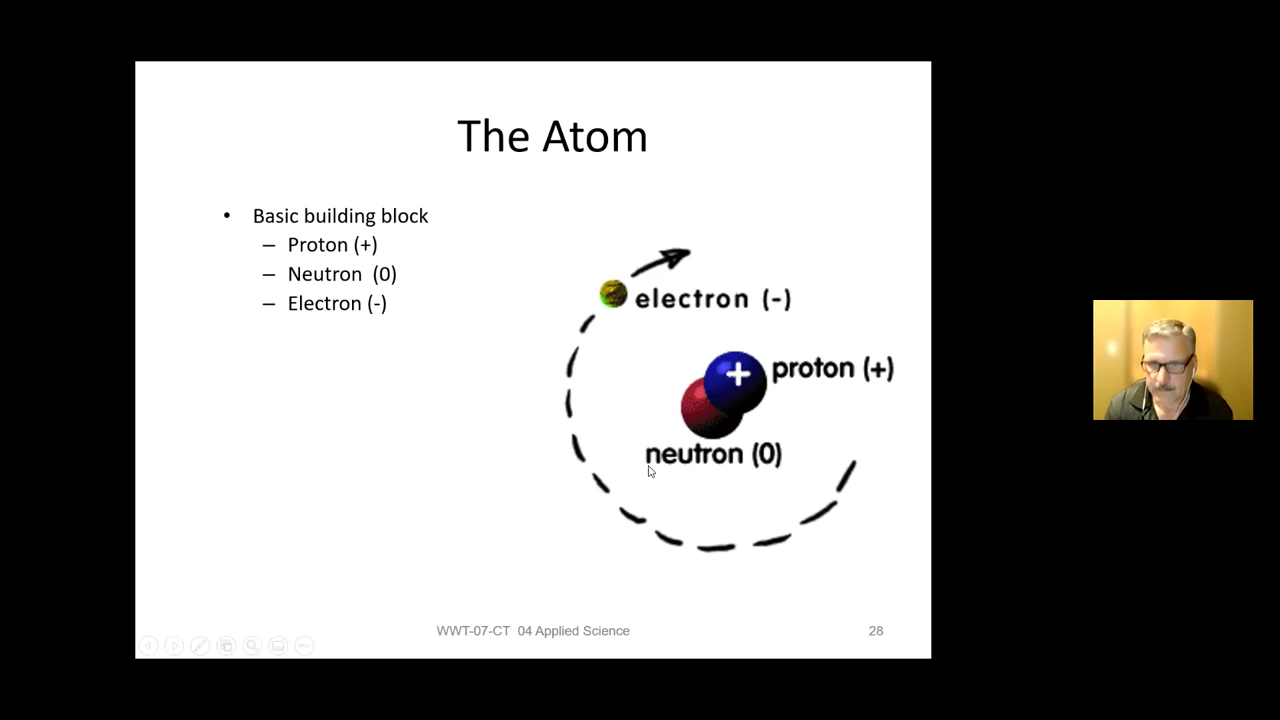 The Atom
• Basic building block
– Proton (+)
– Neutron (0)
– Electron (-)
electron (-)
+
proton (+)
neutron (0)
WWT-07-CT 04 Applied Science
28